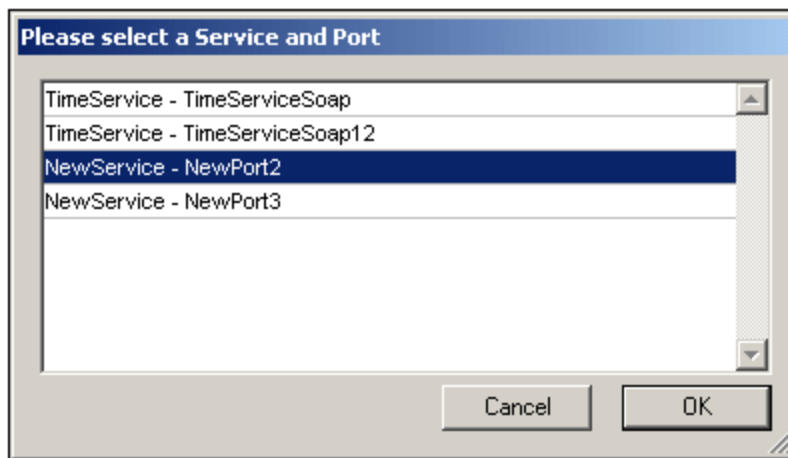 Please select a Service and Port
TimeService - TimeServiceSoap
TimeService - TimeServiceSoap12
NewService - NewPort2
NewService - NewPort3
Cancel
OK